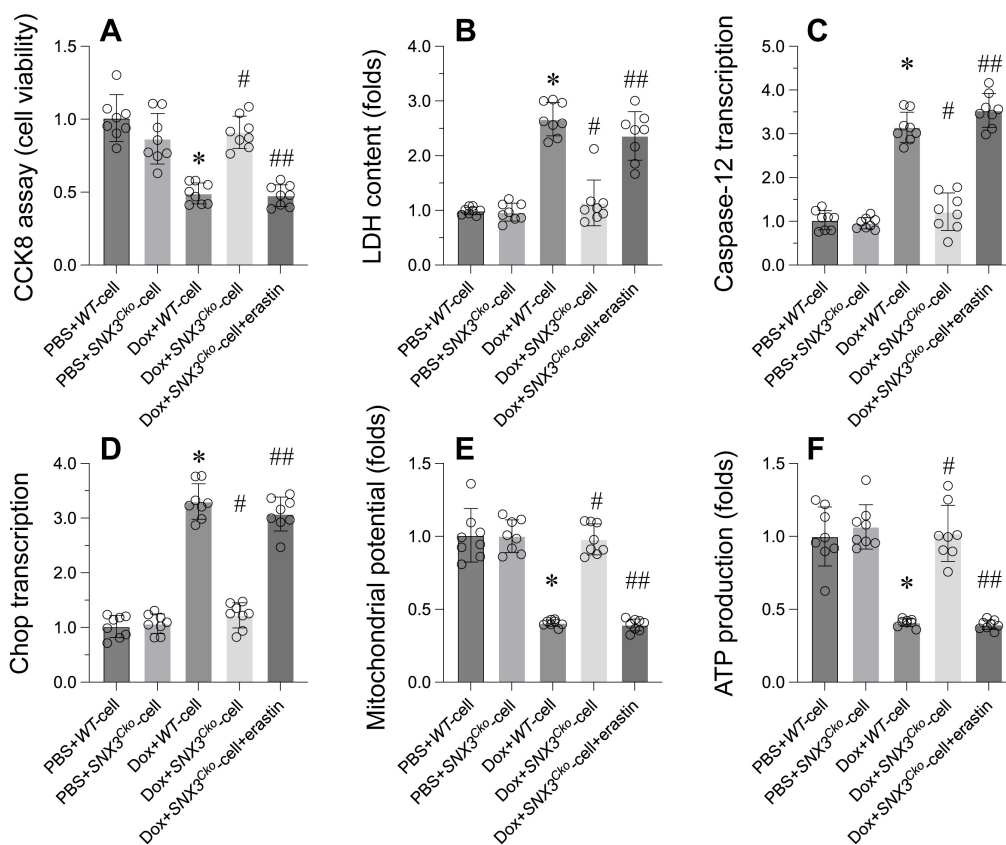 A
CCK8 assay (cell viability)
1.5
1.0
0.5
0.0
*
#
##
PBS+WT-cell
PBS+SNX3Cko-cell
Dox+WT-cell
Dox+SNX3Cko-cell
Dox+SNX3Cko-cell+erastin
B
LDH content (folds)
4.0
3.0
2.0
1.0
0.0
*
#
##
PBS+WT-cell
PBS+SNX3Cko-cell
Dox+WT-cell
Dox+SNX3Cko-cell
Dox+SNX3Cko-cell+erastin
C
Caspase-12 transcription
5.0
4.0
3.0
2.0
1.0
0.0
*
#
##
PBS+WT-cell
PBS+SNX3Cko-cell
Dox+WT-cell
Dox+SNX3Cko-cell
Dox+SNX3Cko-cell+erastin
D
Chop transcription
4.0
3.0
2.0
1.0
0.0
*
#
##
PBS+WT-cell
PBS+SNX3Cko-cell
Dox+WT-cell
Dox+SNX3Cko-cell
Dox+SNX3Cko-cell+erastin
E
Mitochondrial potential (folds)
1.5
1.0
0.5
0.0
*
#
##
PBS+WT-cell
PBS+SNX3Cko-cell
Dox+WT-cell
Dox+SNX3Cko-cell
Dox+SNX3Cko-cell+erastin
F
ATP production (folds)
1.5
1.0
0.5
0.0
*
#
##
PBS+WT-cell
PBS+SNX3Cko-cell
Dox+WT-cell
Dox+SNX3Cko-cell
Dox+SNX3Cko-cell+erastin